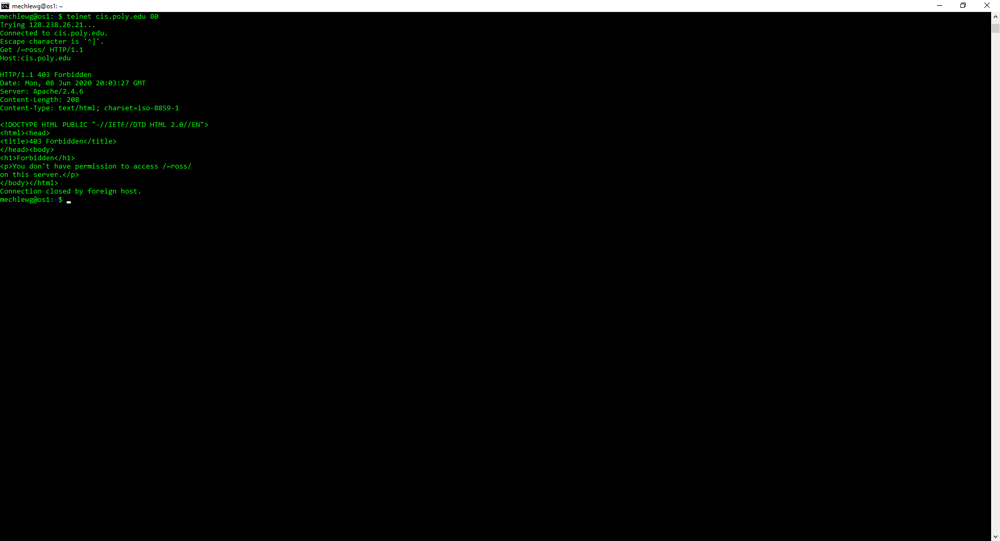 mechlewg@os1: ~
mechlewg@os1:~$ telnet cis.poly.edu 80
Trying 128.238.26.21...
Connected to cis.poly.edu.
Escape character is '^]'.
Get /~ross/ HTTP/1.1
Host:cis.poly.edu

HTTP/1.1 403 Forbidden
Date: Mon, 08 Jun 2020 20:03:27 GMT
Server: Apache/2.4.6
Content-Length: 208
Content-Type: text/html; charset=iso-8859-1

<!DOCTYPE HTML PUBLIC "-//IETF//DTD HTML 2.0//EN">
<html><head>
<title>403 Forbidden</title>
</head><body>
<h1>Forbidden</h1>
<p>You don't have permission to access /~ross/
on this server.</p>
</body></html>
Connection closed by foreign host.
mechlewg@os1:~$